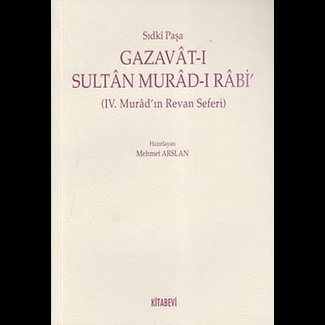 Sıdkî Paşa
GAZAVÂT-I
SULTÂN MURÂD-I RÂBİ'
(IV. Murâd'ın Revan Seferi)
Hazırlayan
Mehmet ARSLAN
KİTABEVİ